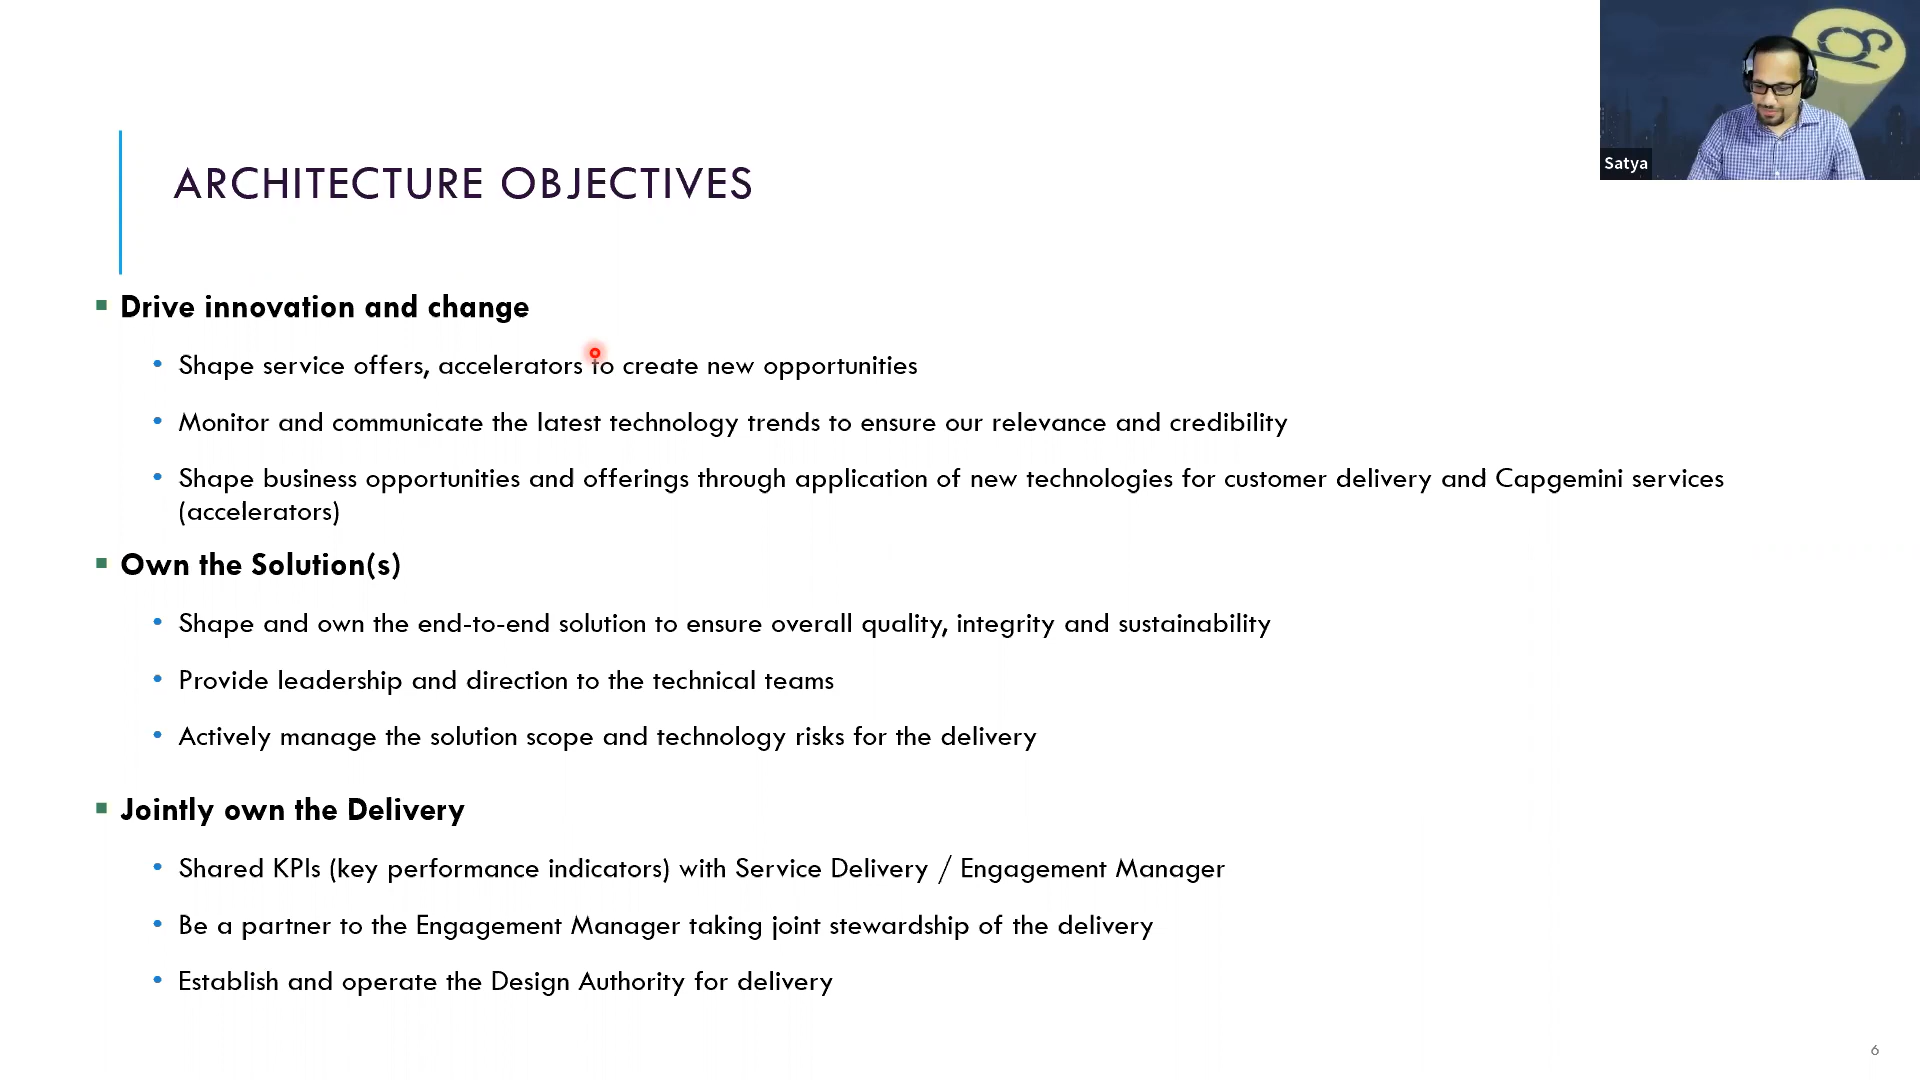 Satya
ARCHITECTURE OBJECTIVES
Drive innovation and change
Shape service offers, accelerators to create new opportunities
Monitor and communicate the latest technology trends to ensure our relevance and credibility
Shape business opportunities and offerings through application of new technologies for customer delivery and Capgemini services
(accelerators)
Own the Solution(s)
Shape and own the end-to-end solution to ensure overall quality, integrity and sustainability
Provide leadership and direction to the technical teams
Actively manage the solution scope and technology risks for the delivery
Jointly own the Delivery
Shared KPIs (key performance indicators) with Service Delivery / Engagement Manager
Be a partner to the Engagement Manager taking joint stewardship of the delivery
Establish and operate the Design Authority for delivery
6